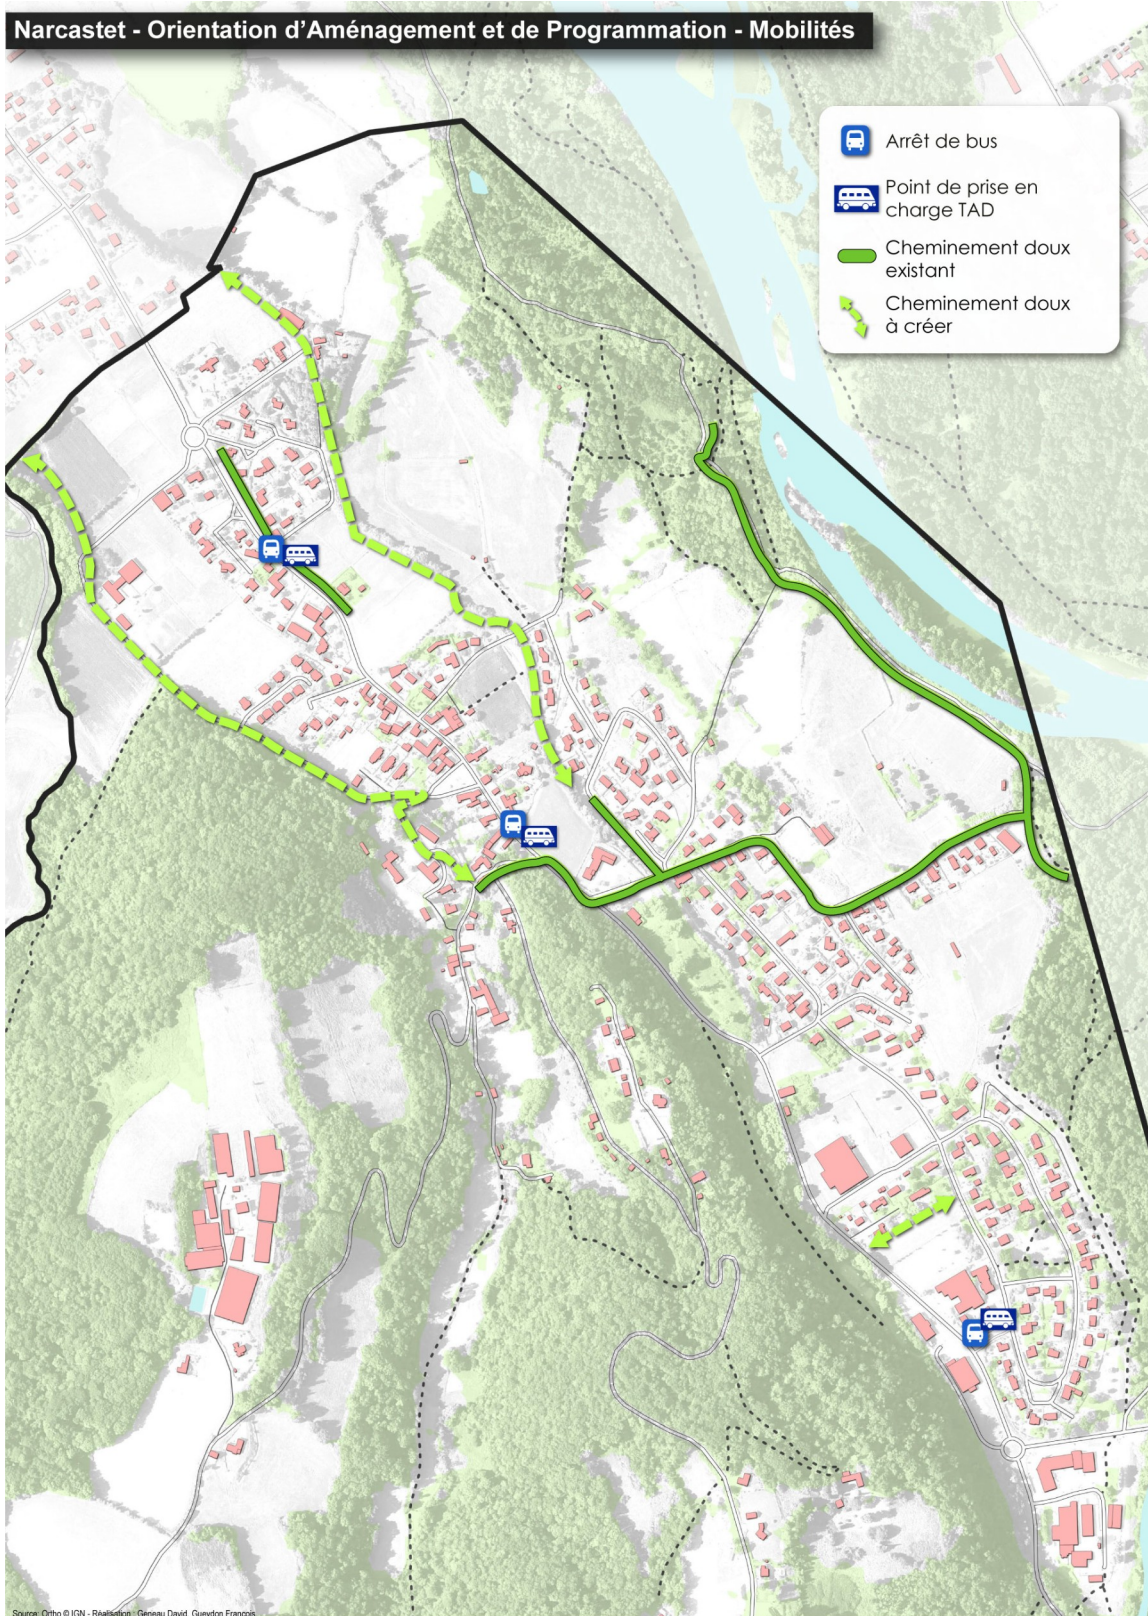 Narcastet - Orientation d’Aménagement et de Programmation - Mobilités
Arrêt de bus
Point de prise en
charge TAD
Cheminement doux
existant
Cheminement doux
à créer
Source: Ortho © IGN - Réalisation : Geneau David, Gueydon François